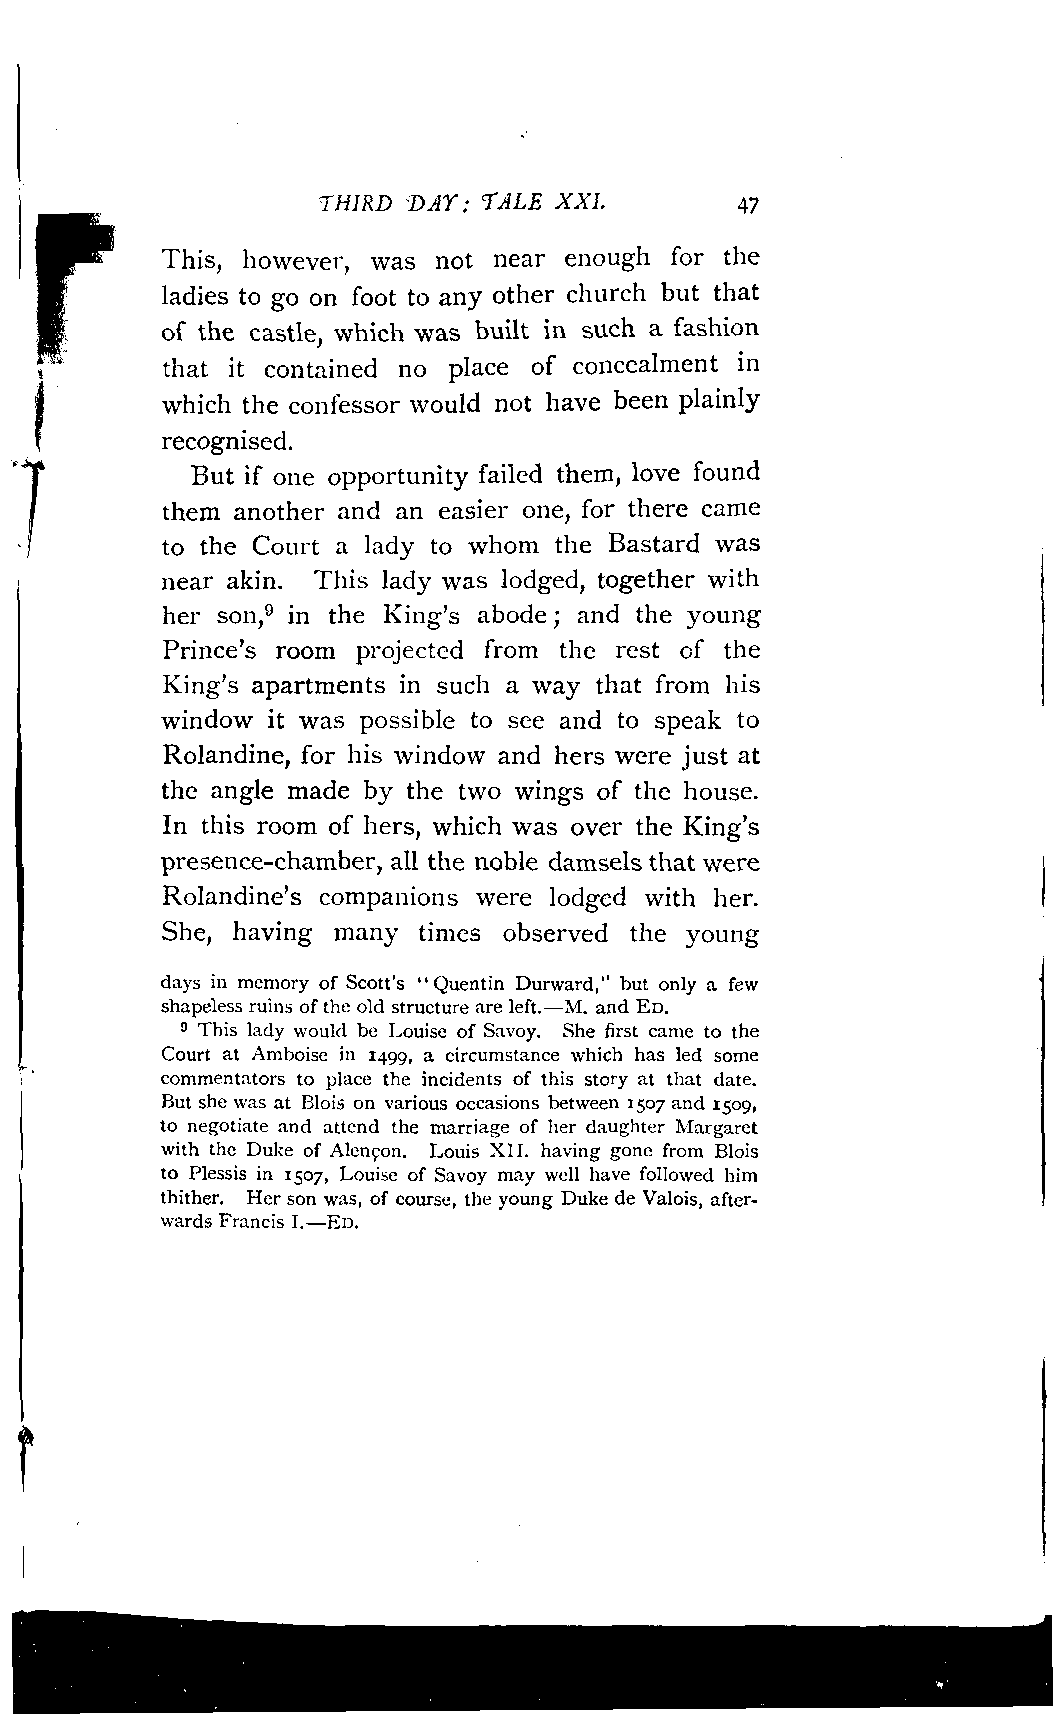 THIRD DAY: TALE XXI. 47
This, however, was not near enough for the
ladies to go on foot to any other church but that
of the castle, which was built in such a fashion
that it contained no place of concealment in
which the confessor would not have been plainly
recognised.
But if one opportunity failed them, love found
them another and an easier one, for there came
to the Court a lady to whom the Bastard was
near akin. This lady was lodged, together with
her son,⁹ in the King's abode; and the young
Prince's room projected from the rest of the
King's apartments in such a way that from his
window it was possible to see and to speak to
Rolandine, for his window and hers were just at
the angle made by the two wings of the house.
In this room of hers, which was over the King's
presence-chamber, all the noble damsels that were
Rolandine's companions were lodged with her.
She, having many times observed the young
days in memory of Scott's "Quentin Durward," but only a few
shapeless ruins of the old structure are left.—M. and ED.
⁹ This lady would be Louise of Savoy. She first came to the
Court at Amboise in 1499, a circumstance which has led some
commentators to place the incidents of this story at that date.
But she was at Blois on various occasions between 1507 and 1509,
to negotiate and attend the marriage of her daughter Margaret
with the Duke of Alençon. Louis XII. having gone from Blois
to Plessis in 1507, Louise of Savoy may well have followed him
thither. Her son was, of course, the young Duke de Valois, after-
wards Francis I.—ED.